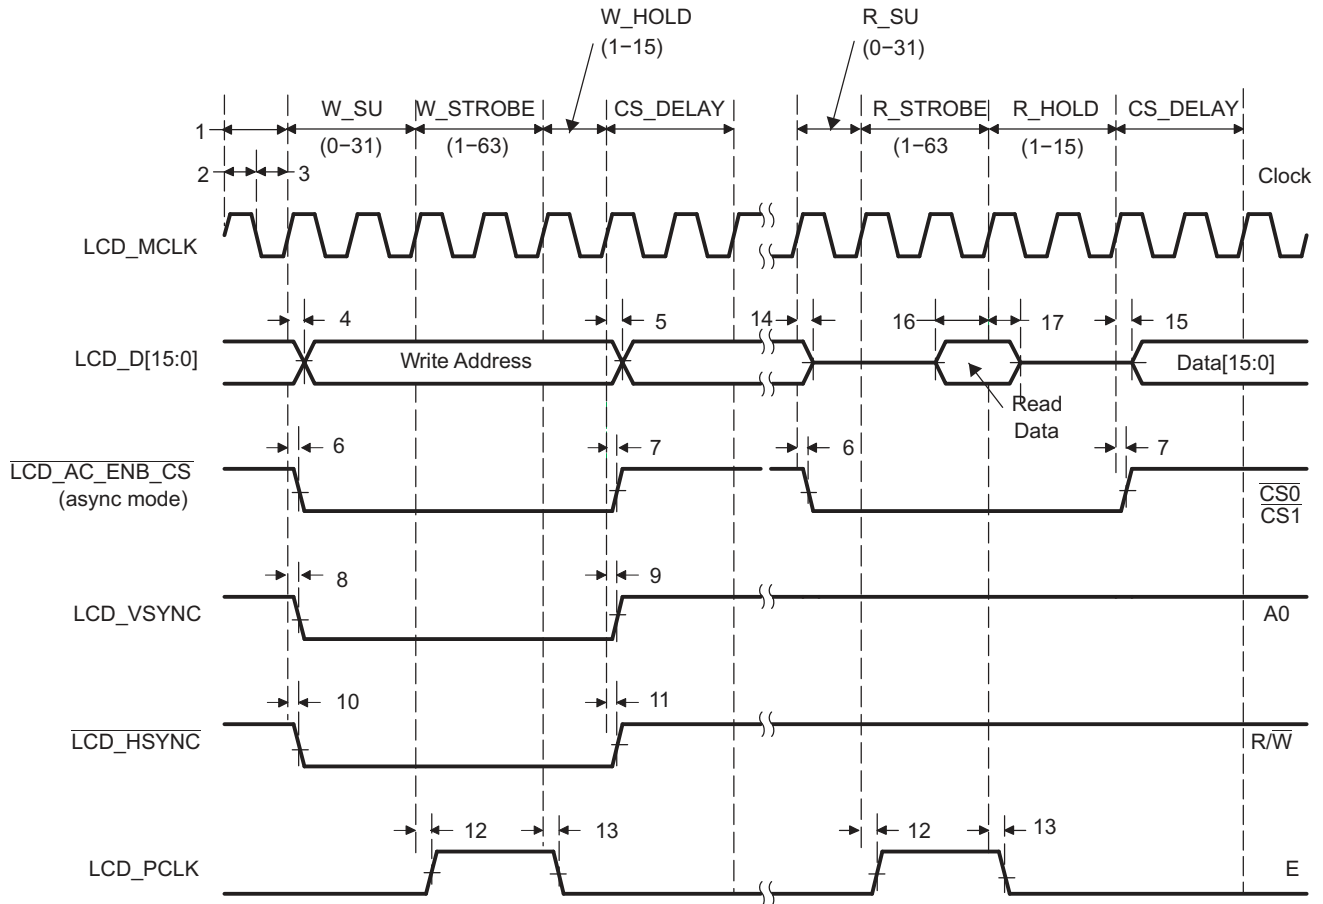 W_HOLD
(1−15)
R_SU
(0−31)
1
W_SU
(0−31)
W_STROBE
(1−63)
CS_DELAY
R_STROBE
(1−63
R_HOLD
(1−15)
CS_DELAY
2
3
Clock
LCD_MCLK
4
5
14
16
17
15
LCD_D[15:0]
Write Address
Data[15:0]
Read
Data
6
7
6
7
LCD_AC_ENB_CS
(async mode)
CS0
CS1
8
9
LCD_VSYNC
A0
10
11
LCD_HSYNC
R/W
12
13
12
13
LCD_PCLK
E